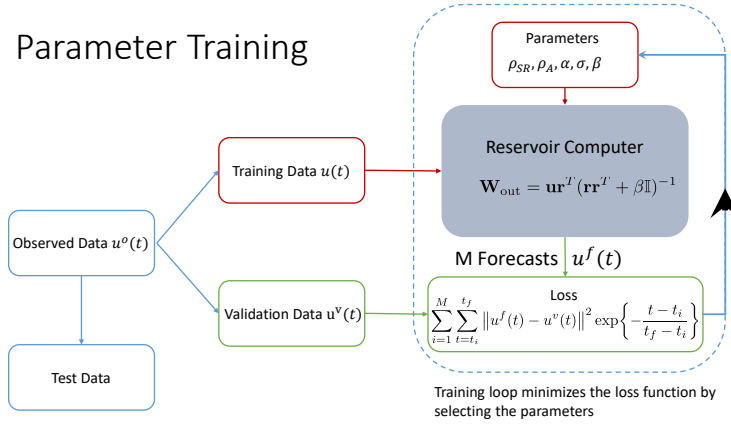 Parameter Training
Parameters
ρ_SR, ρ_A, α, σ, β
Reservoir Computer
W_out = ur^T(rr^T + β𝕀)^−1
Training Data u(t)
Observed Data u^o(t)
M Forecasts u^f(t)
Validation Data u^v(t)
Loss
∑_{i=1}^{M} ∑_{t=t_i}^{t_f} ‖u^f(t) − u^v(t)‖^2 exp{−(t − t_i)/(t_f − t_i)}
Test Data
Training loop minimizes the loss function by
selecting the parameters